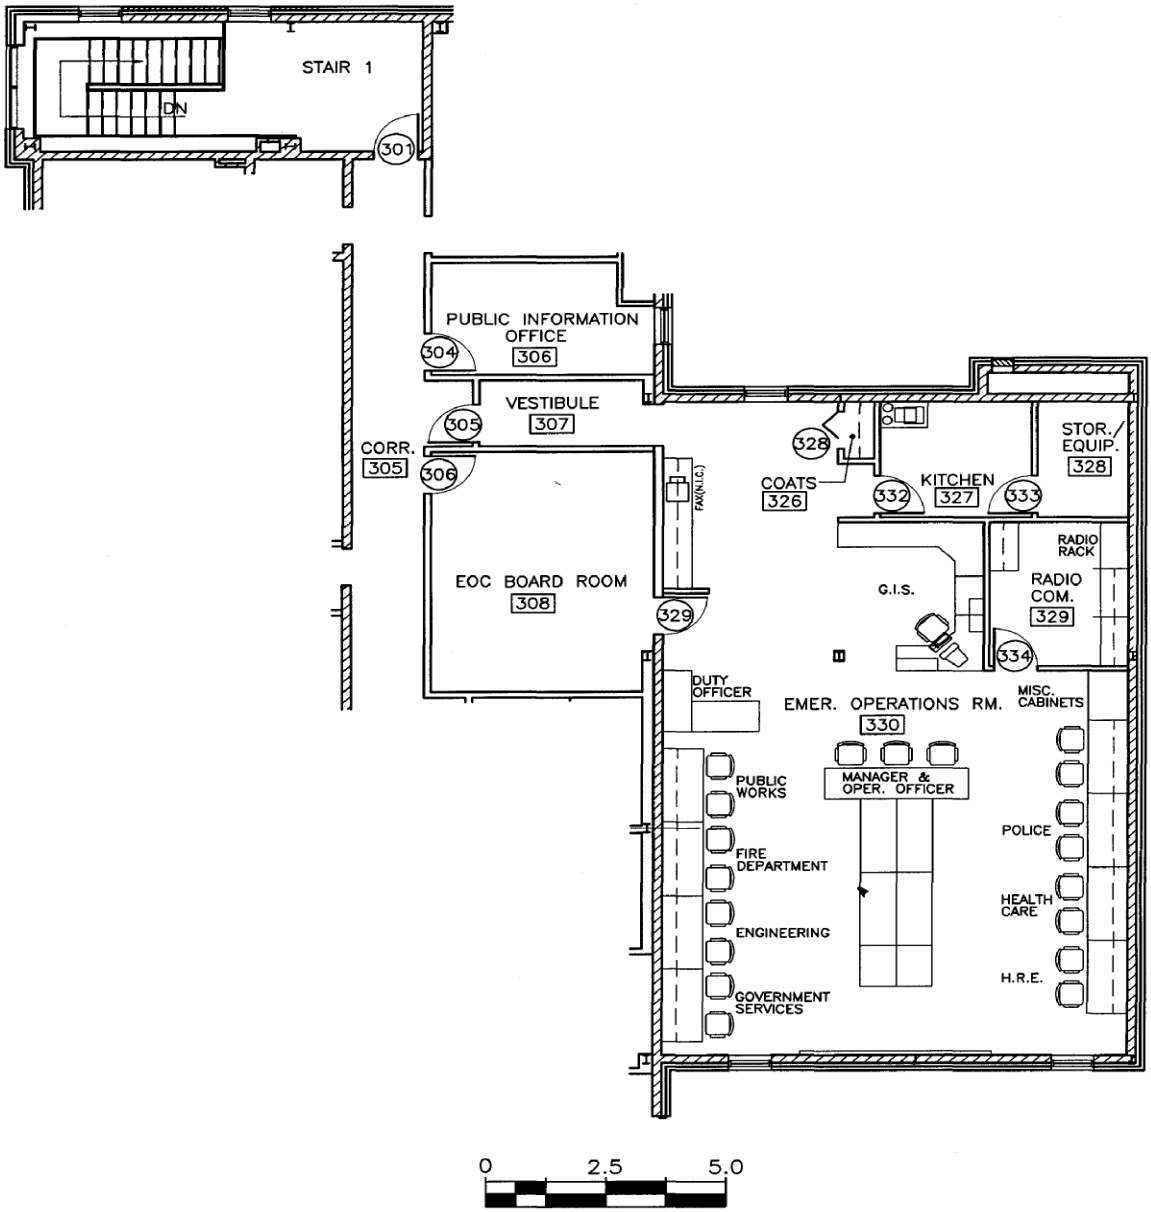 STAIR 1
DN
301
PUBLIC INFORMATION
OFFICE
306
304
VESTIBULE
307
305
CORR.
305
306
EOC BOARD ROOM
308
FAX(N.I.C.)
328
COATS
326
KITCHEN
327
332
333
STOR./
EQUIP.
328
G.I.S.
RADIO
RACK
RADIO
COM.
329
329
334
DUTY
OFFICER
EMER. OPERATIONS RM.
330
MISC.
CABINETS
MANAGER &
OPER. OFFICER
PUBLIC
WORKS
FIRE
DEPARTMENT
ENGINEERING
GOVERNMENT
SERVICES
POLICE
HEALTH
CARE
H.R.E.
0 2.5 5.0